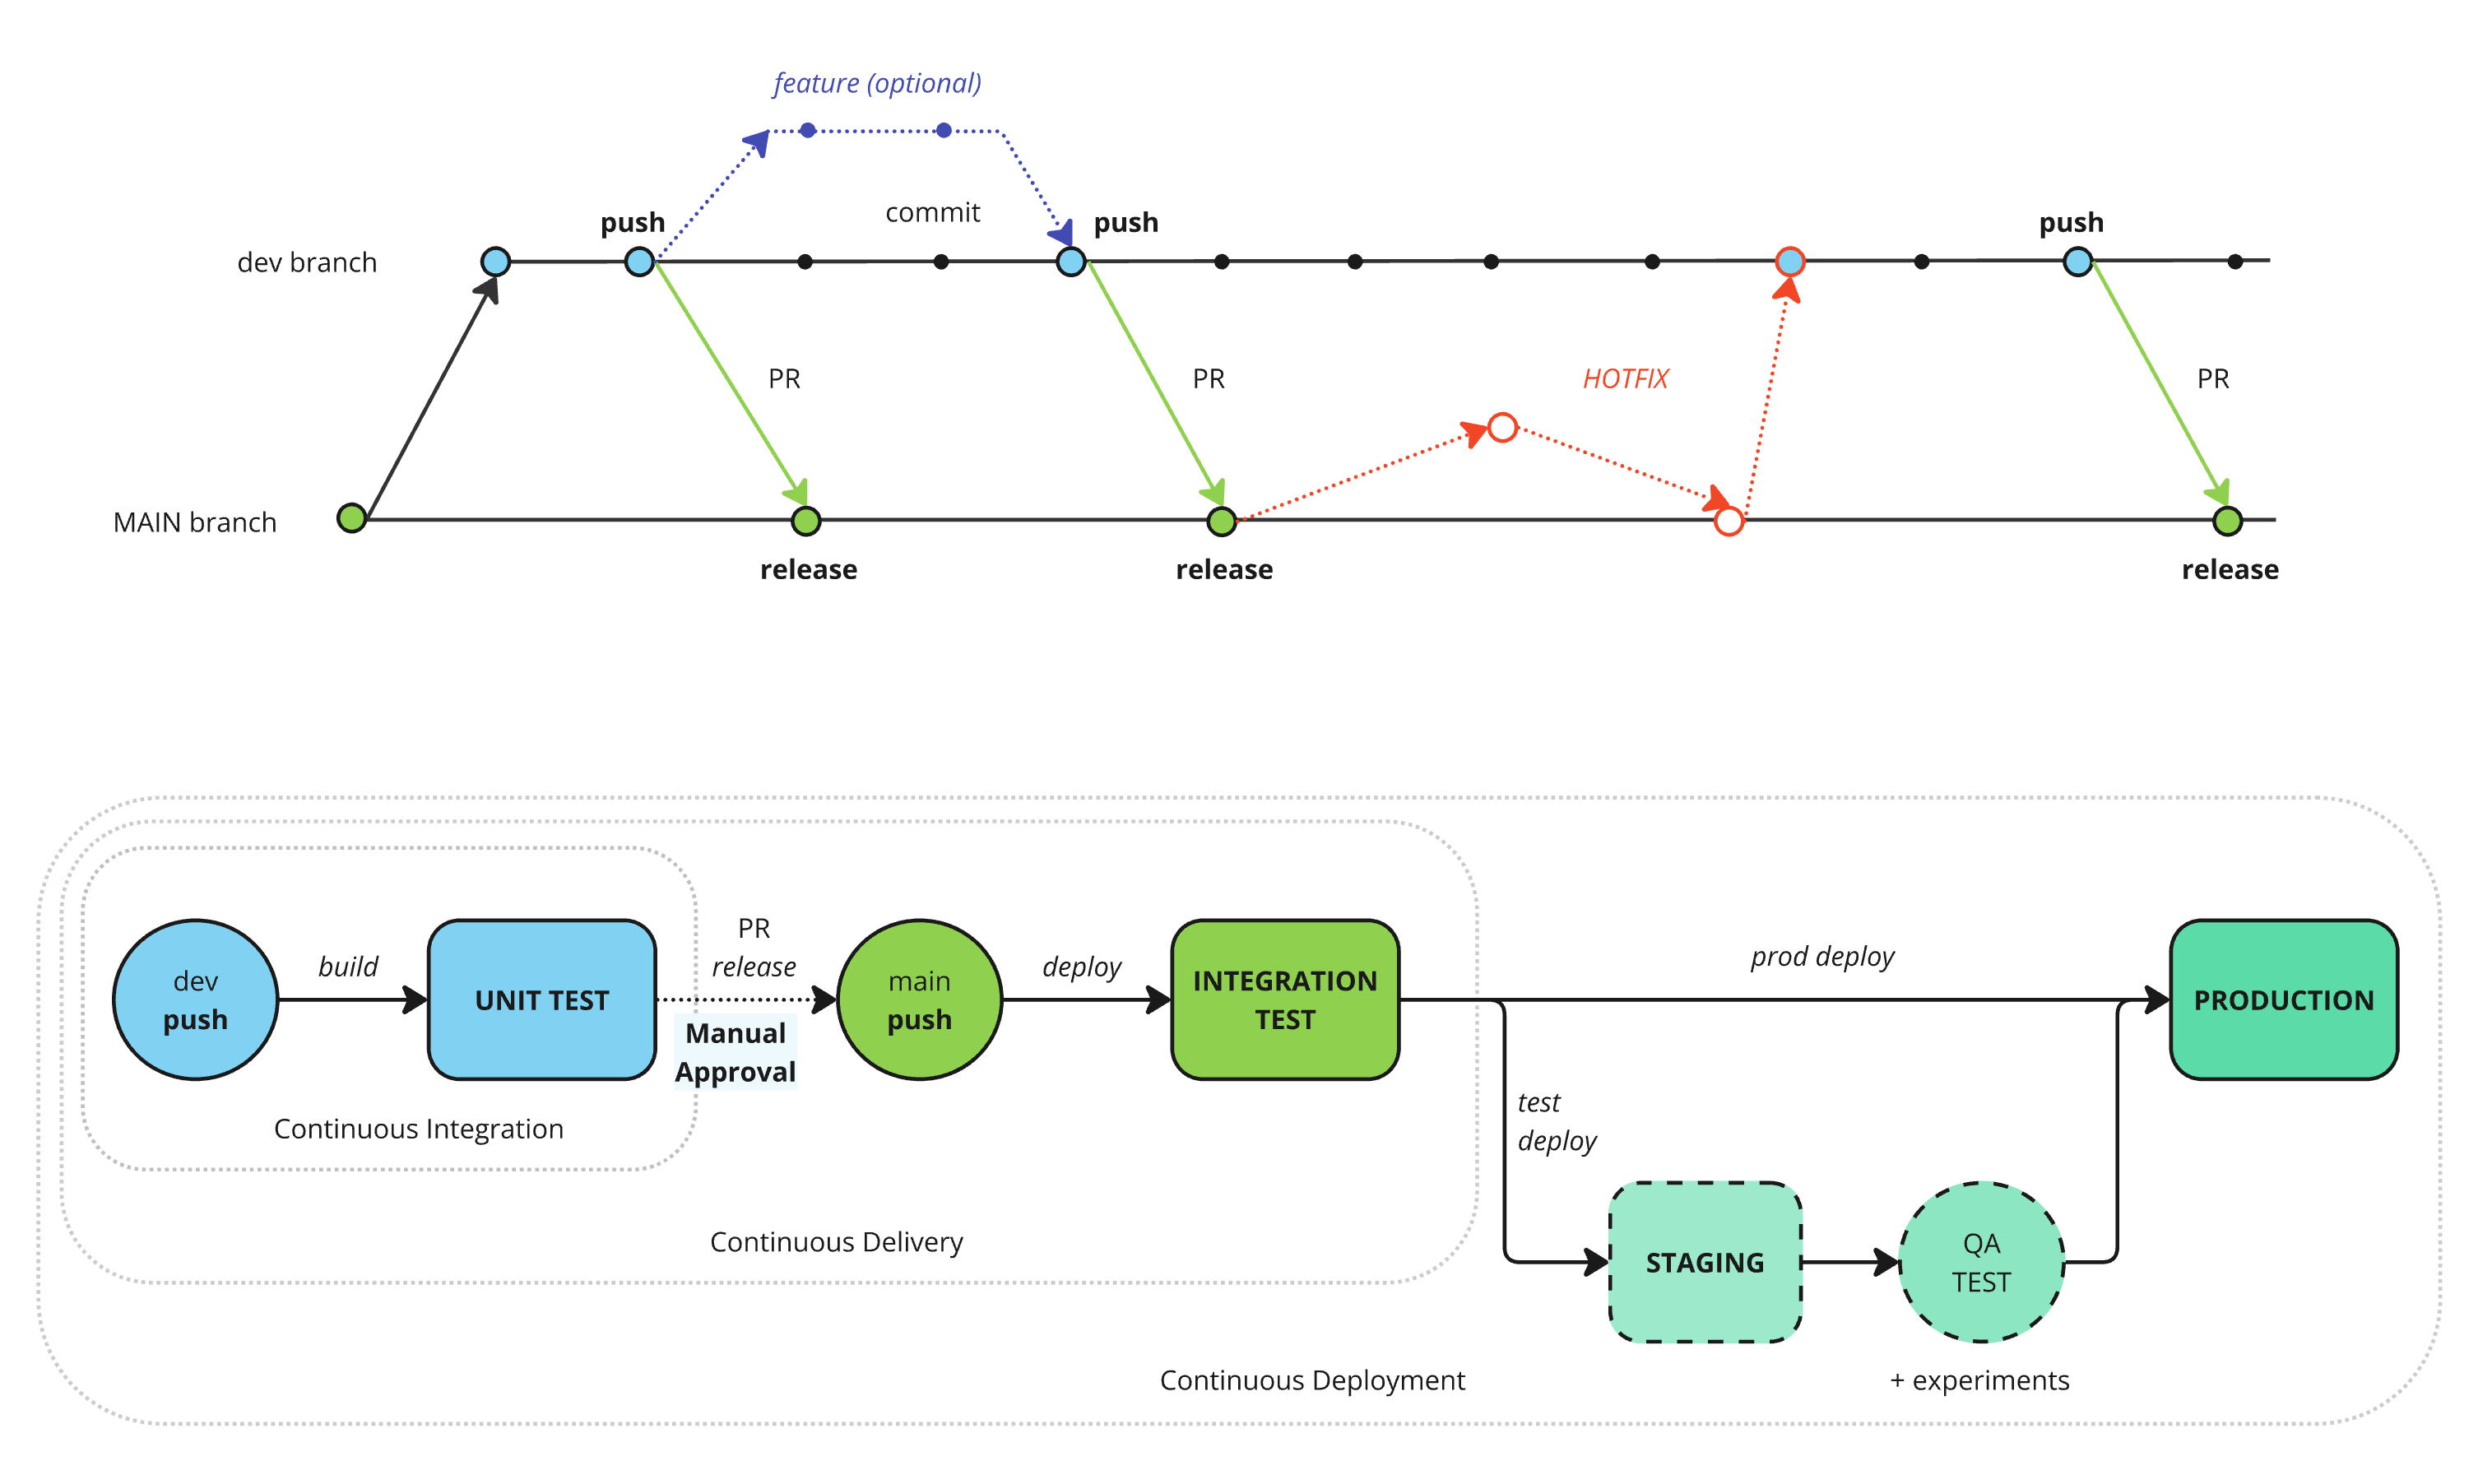 feature (optional)
commit
push
push
push
dev branch
PR
PR
HOTFIX
PR
MAIN branch
release
release
release
PR
release
Manual
Approval
dev
push
build
UNIT TEST
main
push
deploy
INTEGRATION
TEST
prod deploy
PRODUCTION
test
deploy
Continuous Integration
Continuous Delivery
STAGING
QA
TEST
Continuous Deployment
+ experiments